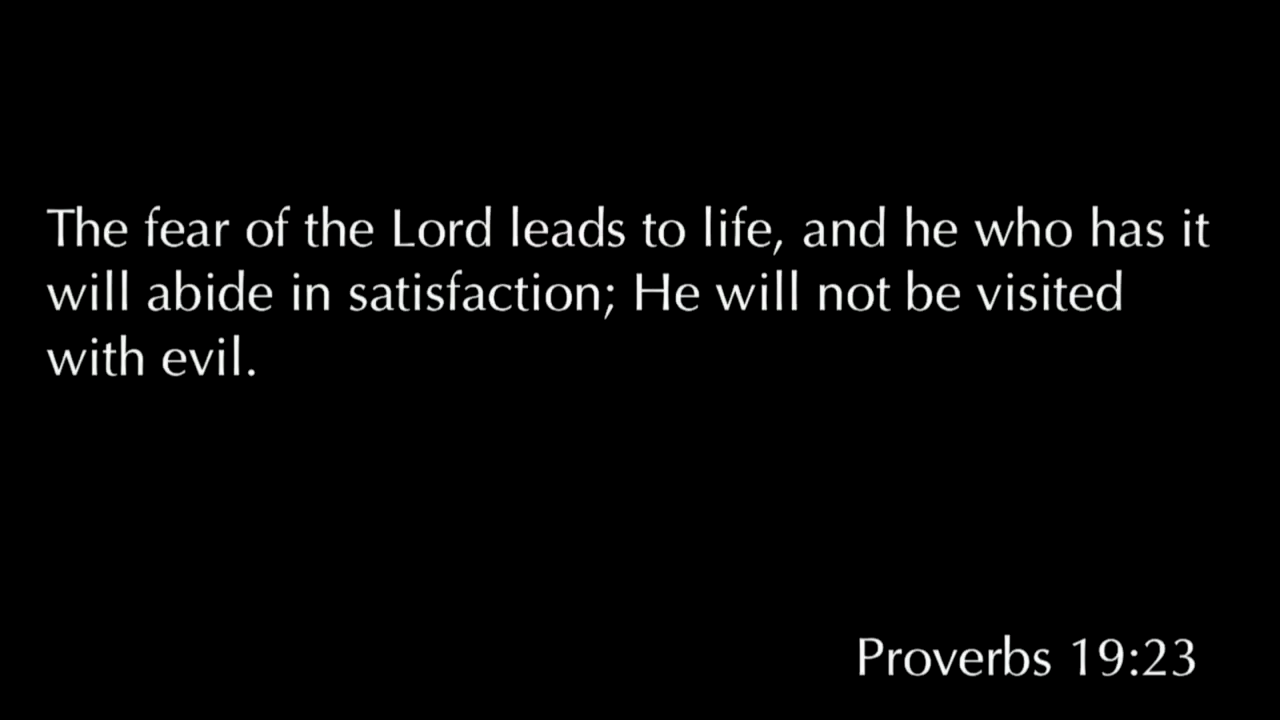 The fear of the Lord leads to life, and he who has it
will abide in satisfaction; He will not be visited
with evil.
Proverbs 19:23